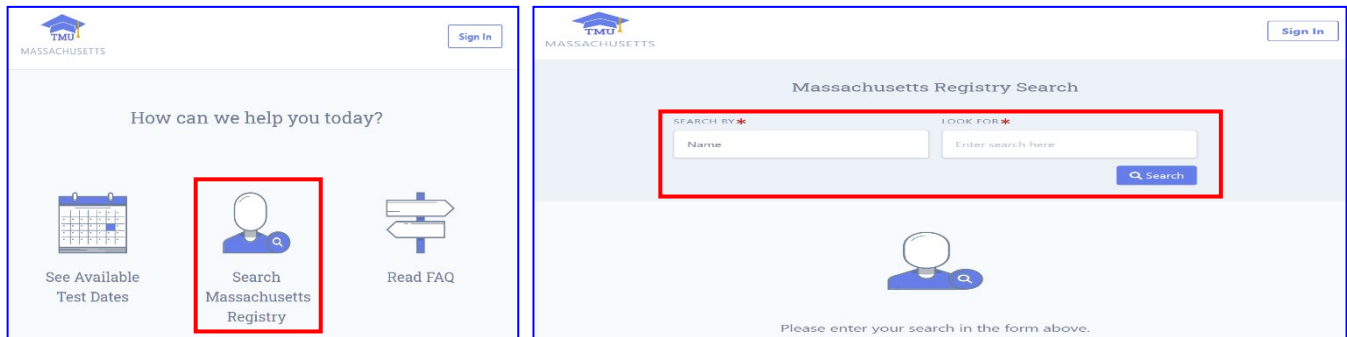 TMU
MASSACHUSETTS
Sign In
How can we help you today?
See Available
Test Dates
Search
Massachusetts
Registry
Read FAQ
TMU
MASSACHUSETTS
Sign In
Massachusetts Registry Search
SEARCH BY* LOOK FOR*
Name Enter search here
Search
Please enter your search in the form above.